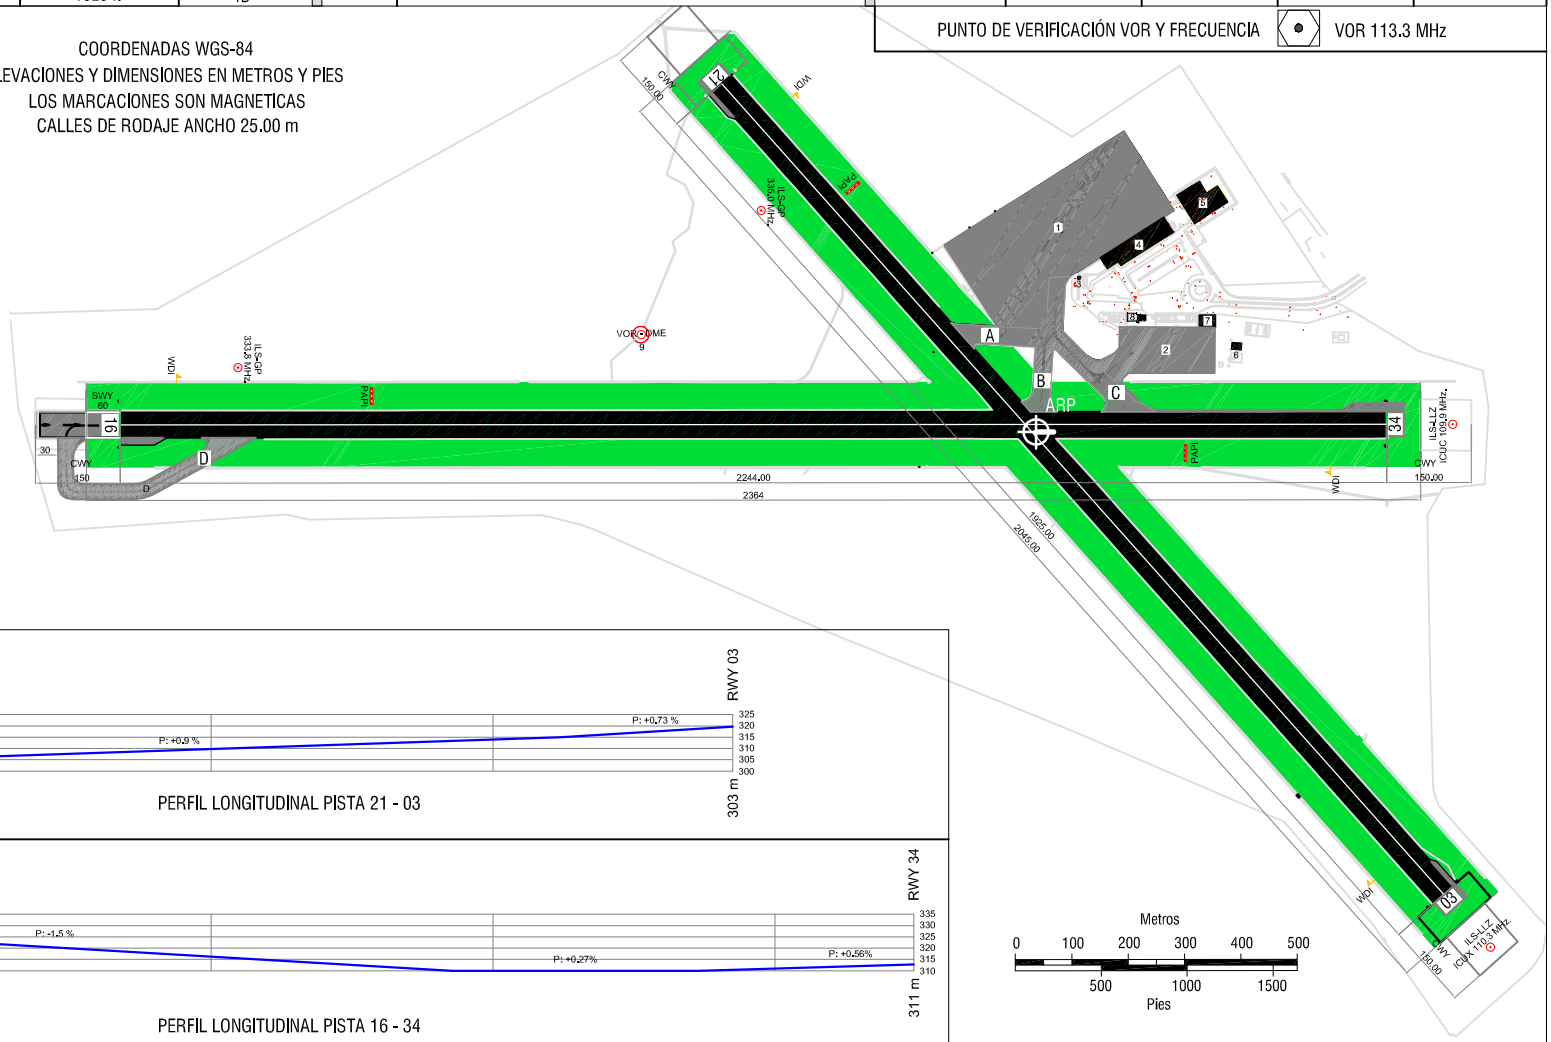 PUNTO DE VERIFICACIÓN VOR Y FRECUENCIA
VOR 113.3 MHz
COORDENADAS WGS-84
LEVACIONES Y DIMENSIONES EN METROS Y PIES
LOS MARCACIONES SON MAGNETICAS
CALLES DE RODAJE ANCHO 25.00 m
21
CWY
150.00
WDI
PAPI
ILS-GP
335.0 MHz.
1
5
4
3
8
7
2
6
VOR-DME
9
A
B
C
ARP
WDI
ILS-GP
333.8 MHz.
PAPI
SWY
60
16
30
CWY
150
D
D
34
ILS-LLZ
ICUC 109.9 MHz.
PAPI
WDI
CWY
150.00
2244.00
2364
1925.00
2045.00
WDI
03
CWY
150.00
ILS-LLZ
ICUX 110.3 MHz.
RWY 03
P: +0.9 %
P: +0.73 %
325
320
315
310
305
300
303 m
PERFIL LONGITUDINAL PISTA 21 - 03
RWY 34
P: -1.5 %
P: +0.27%
P: +0.56%
335
330
325
320
315
310
311 m
PERFIL LONGITUDINAL PISTA 16 - 34
Metros
0 100 200 300 400 500
500 1000 1500
Pies